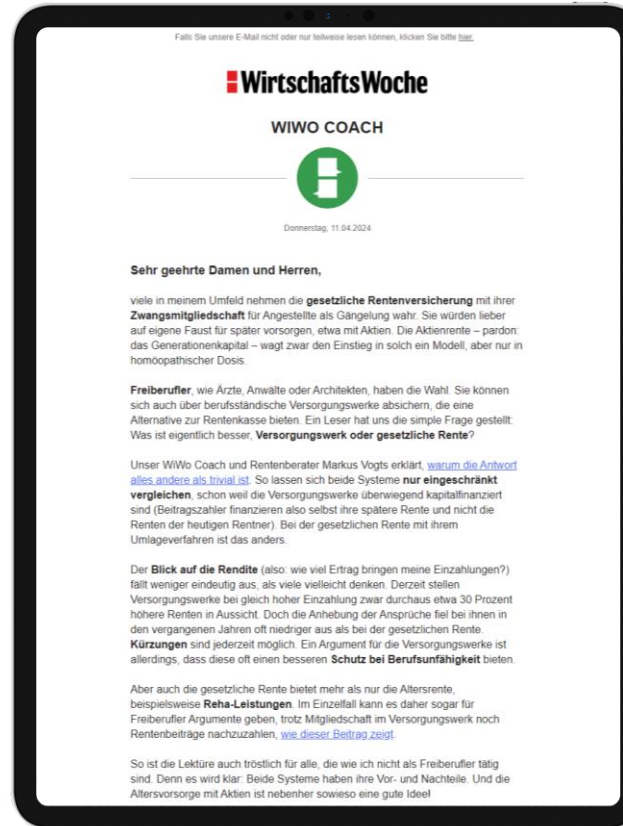 Falls Sie unsere E-Mail nicht oder nur teilweise lesen können, klicken Sie bitte hier.
WirtschaftsWoche
WIWO COACH
Donnerstag, 11.04.2024
Sehr geehrte Damen und Herren,
viele in meinem Umfeld nehmen die gesetzliche Rentenversicherung mit ihrer
Zwangsmitgliedschaft für Angestellte als Gängelung wahr. Sie würden lieber
auf eigene Faust für später vorsorgen, etwa mit Aktien. Die Aktienrente – pardon:
das Generationenkapital – wagt zwar den Einstieg in solch ein Modell, aber nur in
homöopathischer Dosis.
Freiberufler, wie Ärzte, Anwälte oder Architekten, haben die Wahl. Sie können
sich auch über berufsständische Versorgungswerke absichern, die eine
Alternative zur Rentenkasse bieten. Ein Leser hat uns die simple Frage gestellt:
Was ist eigentlich besser, Versorgungswerk oder gesetzliche Rente?
Unser WiWo Coach und Rentenberater Markus Vogts erklärt, warum die Antwort
alles andere als trivial ist. So lassen sich beide Systeme nur eingeschränkt
vergleichen, schon weil die Versorgungswerke überwiegend kapitalfinanziert
sind (Beitragszahler finanzieren also selbst ihre spätere Rente und nicht die
Renten der heutigen Rentner). Bei der gesetzlichen Rente mit ihrem
Umlageverfahren ist das anders.
Der Blick auf die Rendite (also: wie viel Ertrag bringen meine Einzahlungen?)
fällt weniger eindeutig aus, als viele vielleicht denken. Derzeit stellen
Versorgungswerke bei gleich hoher Einzahlung zwar durchaus etwa 30 Prozent
höhere Renten in Aussicht. Doch die Anhebung der Ansprüche fiel bei ihnen in
den vergangenen Jahren oft niedriger aus als bei der gesetzlichen Rente.
Kürzungen sind jederzeit möglich. Ein Argument für die Versorgungswerke ist
allerdings, dass diese oft einen besseren Schutz bei Berufsunfähigkeit bieten.
Aber auch die gesetzliche Rente bietet mehr als nur die Altersrente,
beispielsweise Reha-Leistungen. Im Einzelfall kann es daher sogar für
Freiberufler Argumente geben, trotz Mitgliedschaft im Versorgungswerk noch
Rentenbeiträge nachzuzahlen, wie dieser Beitrag zeigt.
So ist die Lektüre auch tröstlich für alle, die wie ich nicht als Freiberufler tätig
sind. Denn es wird klar: Beide Systeme haben ihre Vor- und Nachteile. Und die
Altersvorsorge mit Aktien ist nebenher sowieso eine gute Idee!